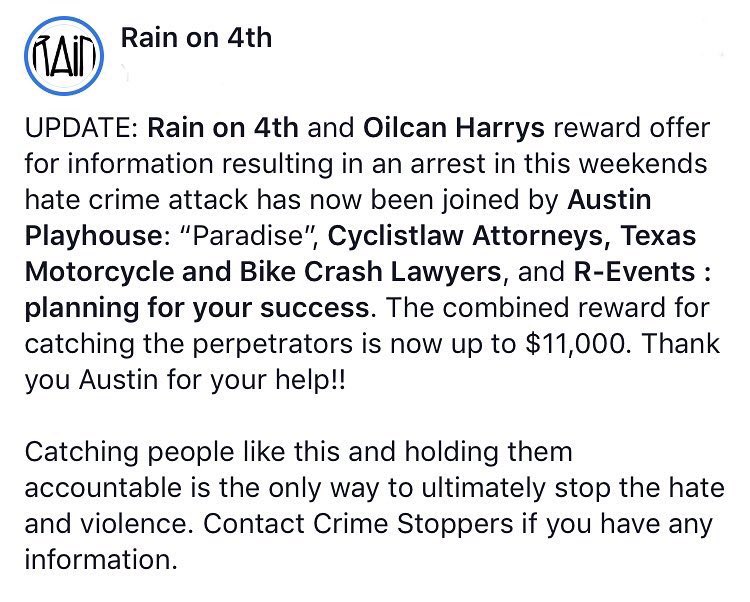 RAIN
Rain on 4th
UPDATE: Rain on 4th and Oilcan Harrys reward offer
for information resulting in an arrest in this weekends
hate crime attack has now been joined by Austin
Playhouse: “Paradise”, Cyclistlaw Attorneys, Texas
Motorcycle and Bike Crash Lawyers, and R-Events :
planning for your success. The combined reward for
catching the perpetrators is now up to $11,000. Thank
you Austin for your help!!
Catching people like this and holding them
accountable is the only way to ultimately stop the hate
and violence. Contact Crime Stoppers if you have any
information.